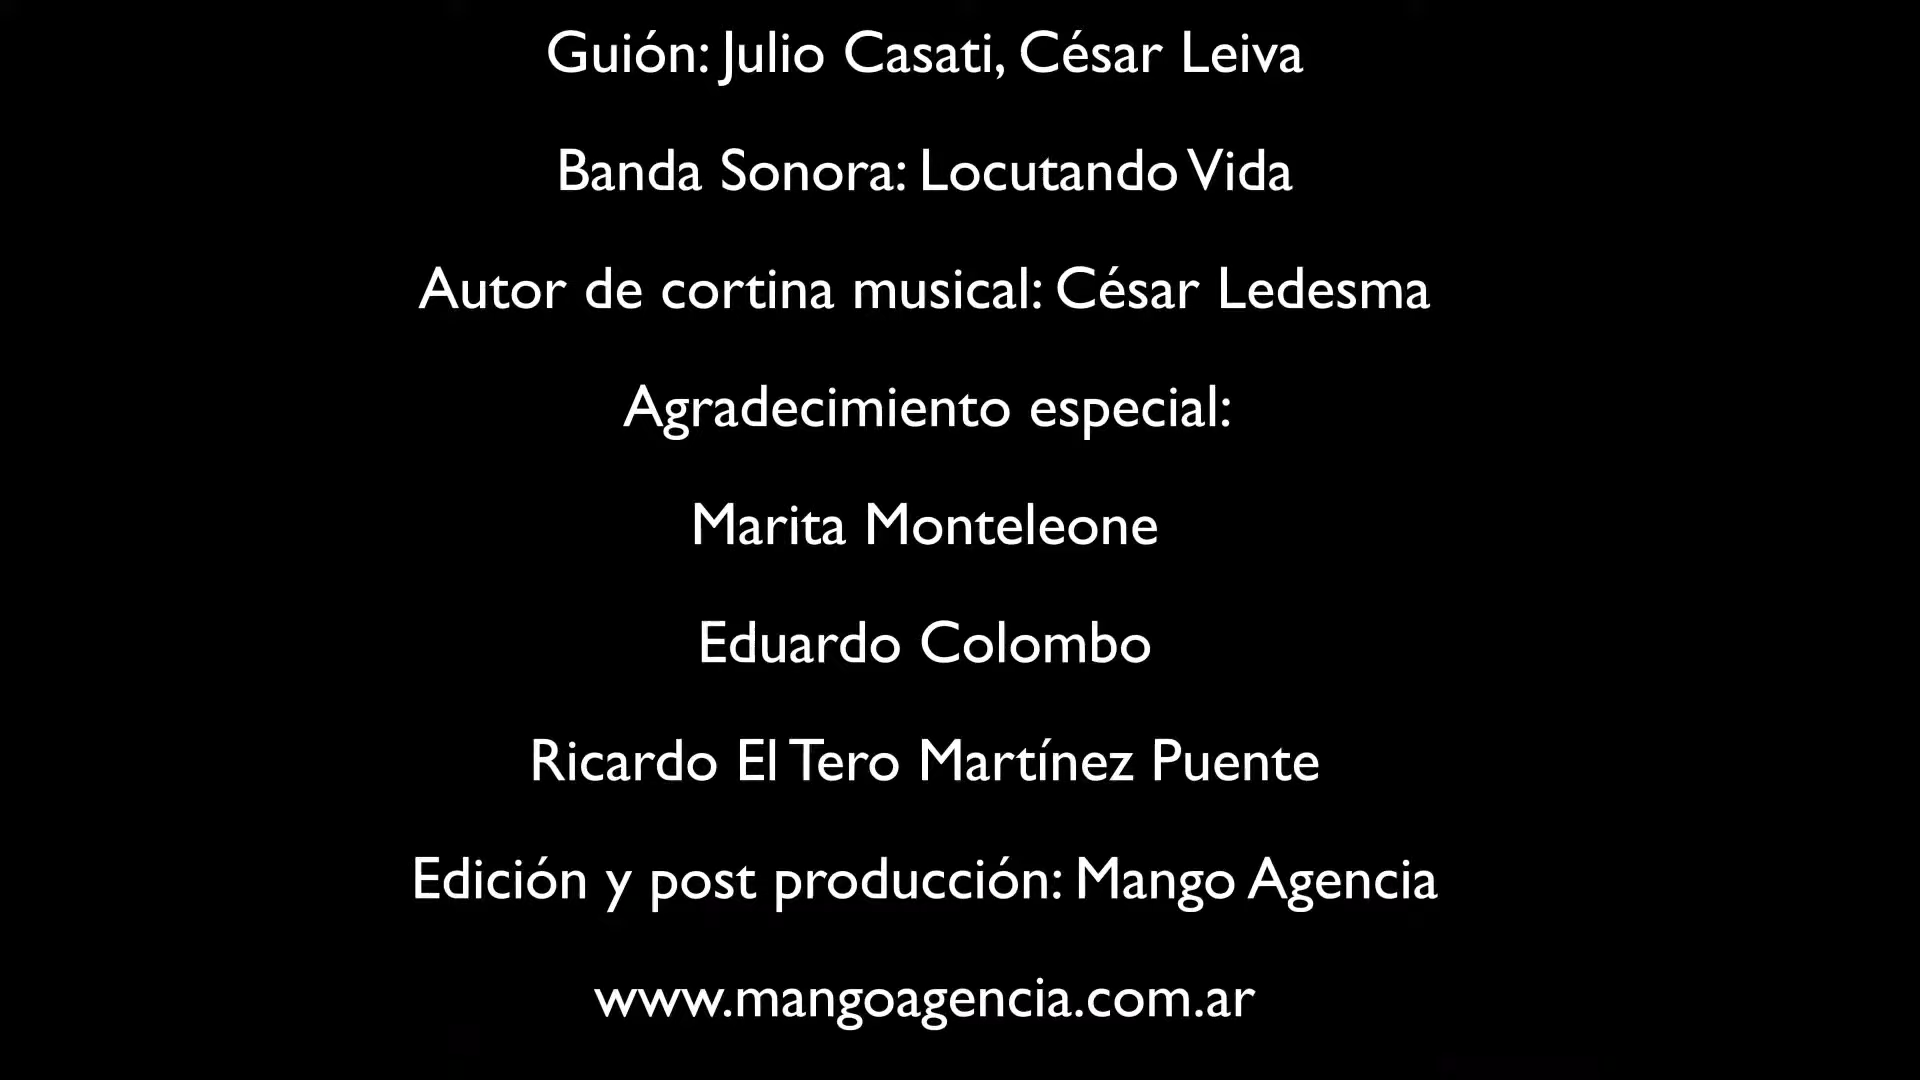 Guión: Julio Casati, César Leiva
Banda Sonora: Locutando Vida
Autor de cortina musical: César Ledesma
Agradecimiento especial:
Marita Monteleone
Eduardo Colombo
Ricardo El Tero Martínez Puente
Edición y post producción: Mango Agencia
www.mangoagencia.com.ar